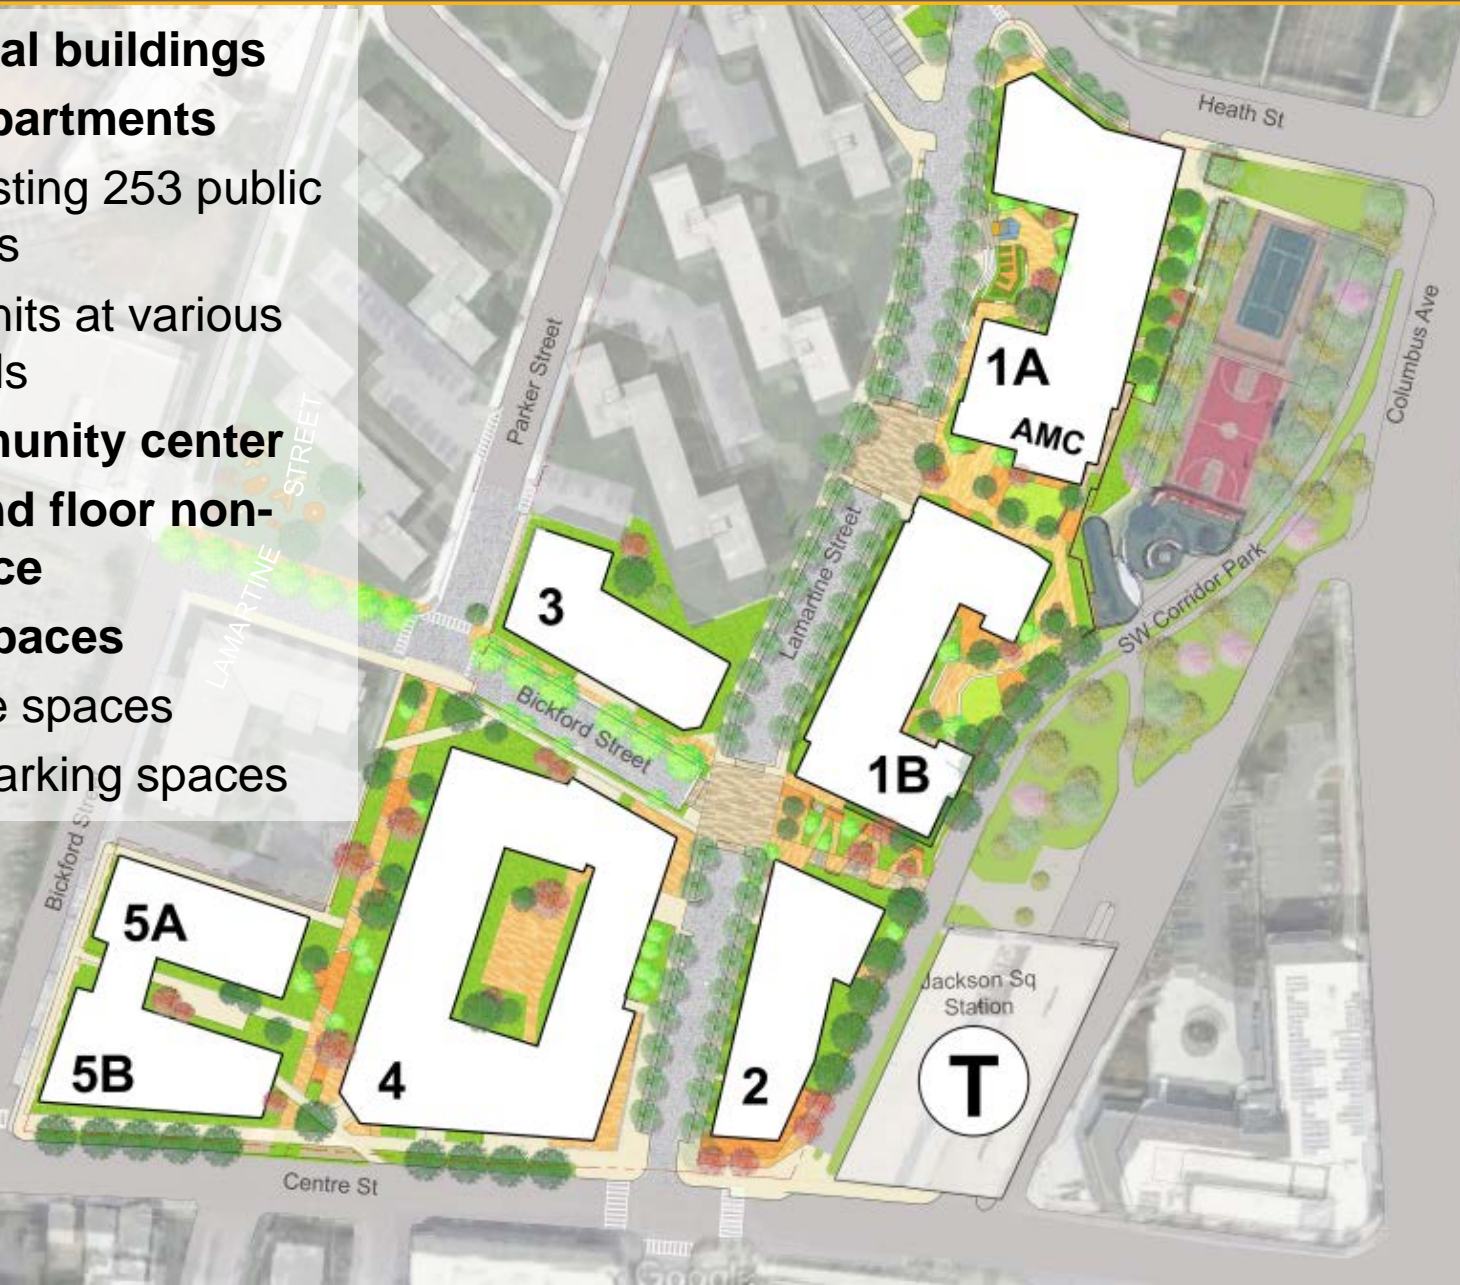 al buildings
partments
sting 253 public
s
nits at various
ls
munity center
nd floor non-
ce
paces
e spaces
arking spaces
Heath St
Columbus Ave
Parker Street
STREET
LAMARTINE
1A
AMC
Lamartine Street
SW Corridor Park
3
Bickford Street
1B
Bickford Street
5A
5B
4
2
Jackson Sq
Station
T
Centre St
Google